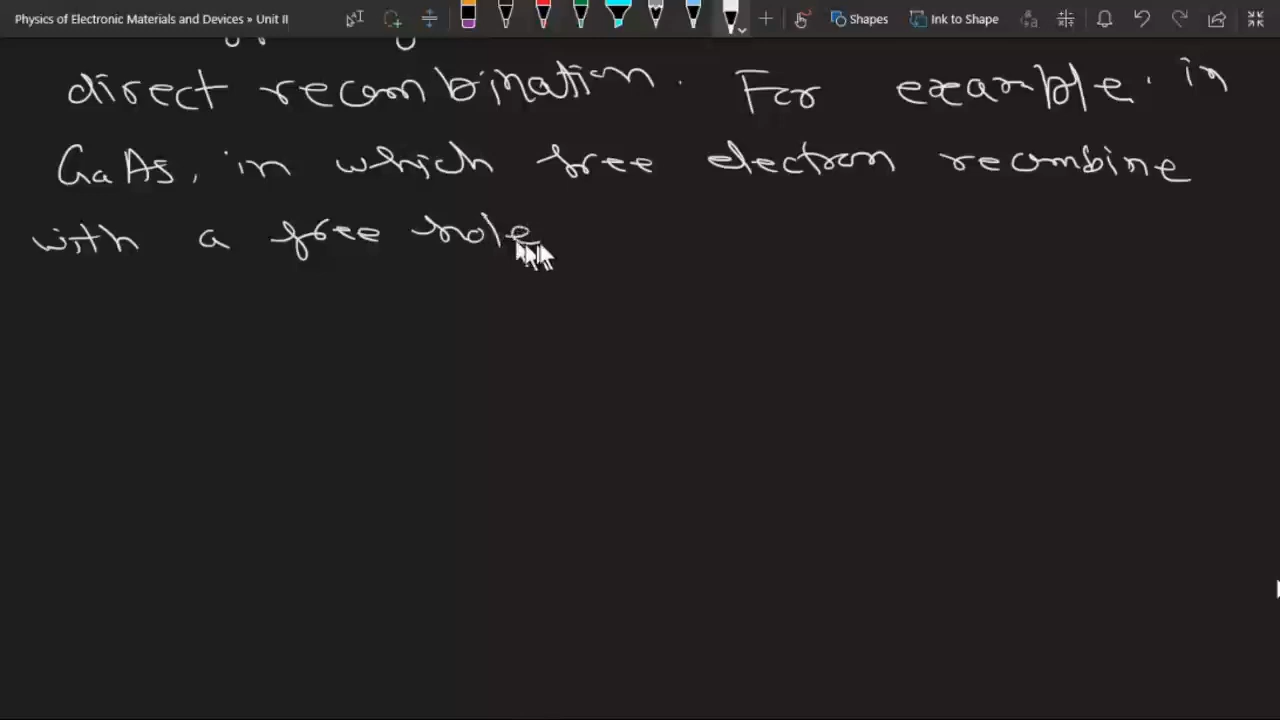 Physics of Electronic Materials and Devices » Unit II
Shapes
Ink to Shape
direct recombination. For example. in
GaAs, in which free electron recombine
with a free hole